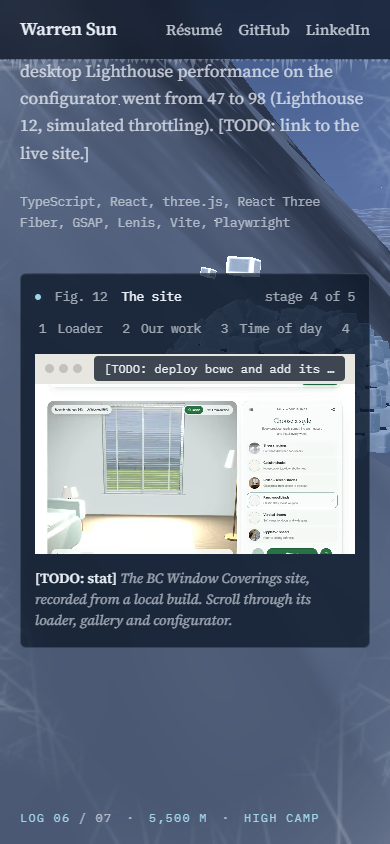 Warren Sun
Résumé GitHub LinkedIn
desktop Lighthouse performance on the
configurator went from 47 to 98 (Lighthouse
12, simulated throttling). [TODO: link to the
live site.]
TypeScript, React, three.js, React Three
Fiber, GSAP, Lenis, Vite, Playwright
Fig. 12 The site stage 4 of 5
1 Loader 2 Our work 3 Time of day 4
[TODO: deploy bcwc and add its …
Choose a style
[TODO: stat] The BC Window Coverings site,
recorded from a local build. Scroll through its
loader, gallery and configurator.
LOG 06 / 07 · 5,500 M · HIGH CAMP